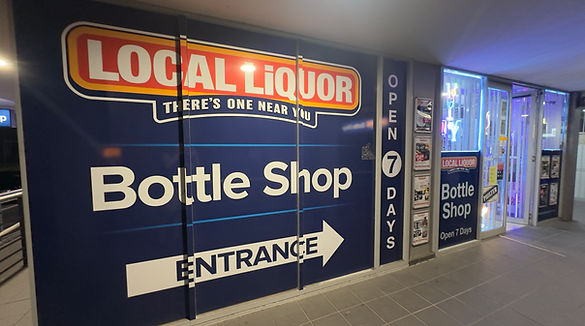 LOCAL LiQUOR
THERE'S ONE NEAR YOU
Bottle Shop
ENTRANCE
OPEN
7
DAYS
LOCAL LIQUOR
Bottle
Shop
Open 7 Days